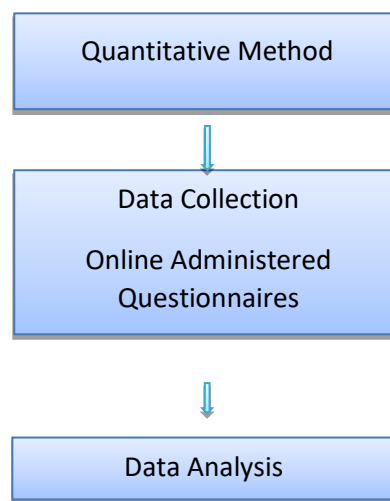 Quantitative Method
Data Collection
Online Administered
Questionnaires
Data Analysis